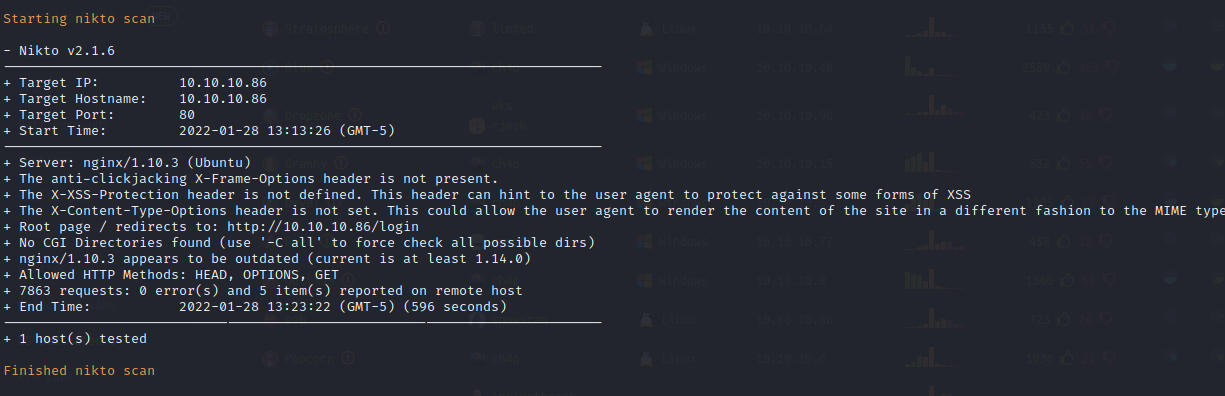 Starting nikto scan
- Nikto v2.1.6
+ Target IP: 10.10.10.86
+ Target Hostname: 10.10.10.86
+ Target Port: 80
+ Start Time: 2022-01-28 13:13:26 (GMT-5)
+ Server: nginx/1.10.3 (Ubuntu)
+ The anti-clickjacking X-Frame-Options header is not present.
+ The X-XSS-Protection header is not defined. This header can hint to the user agent to protect against some forms of XSS
+ The X-Content-Type-Options header is not set. This could allow the user agent to render the content of the site in a different fashion to the MIME type
+ Root page / redirects to: http://10.10.10.86/login
+ No CGI Directories found (use '-C all' to force check all possible dirs)
+ nginx/1.10.3 appears to be outdated (current is at least 1.14.0)
+ Allowed HTTP Methods: HEAD, OPTIONS, GET
+ 7863 requests: 0 error(s) and 5 item(s) reported on remote host
+ End Time: 2022-01-28 13:23:22 (GMT-5) (596 seconds)
+ 1 host(s) tested
Finished nikto scan